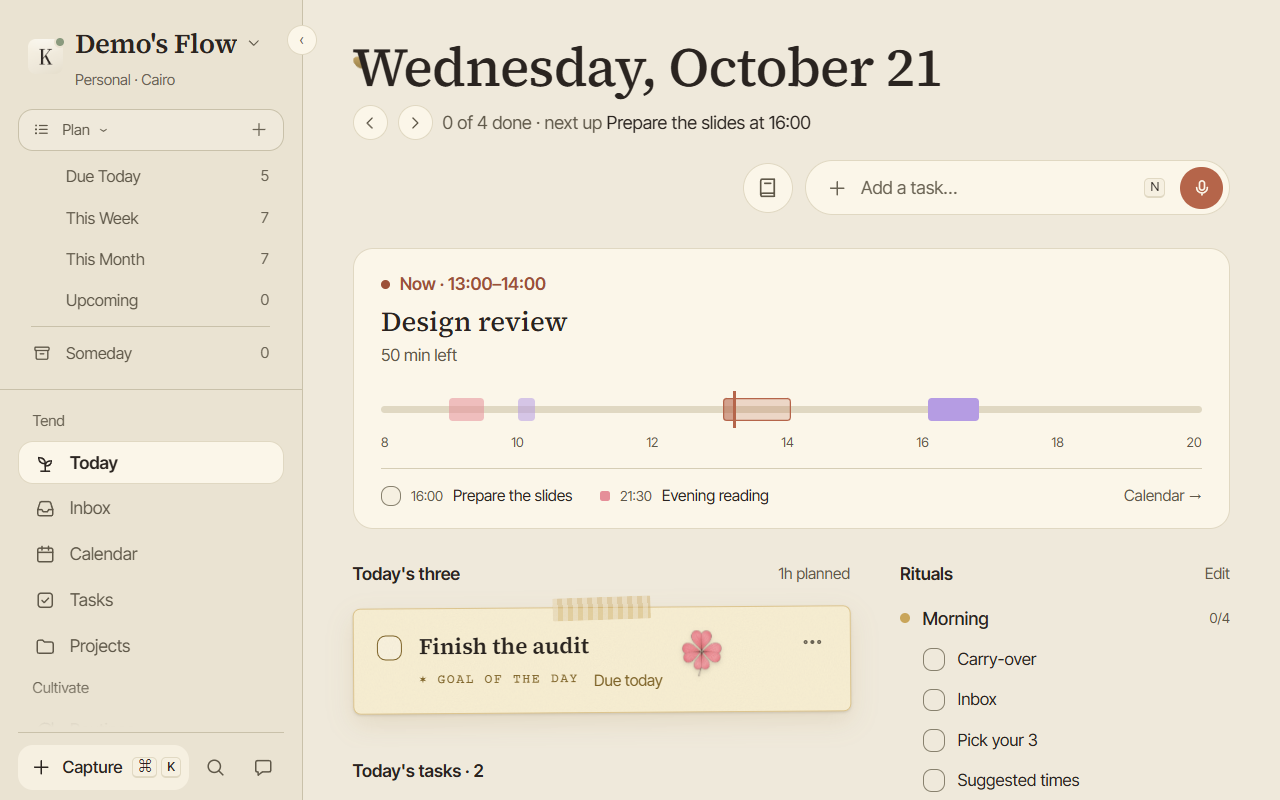 K
Demo's Flow
Personal · Cairo
Plan
Due Today 5
This Week 7
This Month 7
Upcoming 0
Someday 0
Tend
Today
Inbox
Calendar
Tasks
Projects
Cultivate
Capture ⌘ K
Wednesday, October 21
0 of 4 done · next up Prepare the slides at 16:00
Add a task... N
Now · 13:00–14:00
Design review
50 min left
8 10 12 14 16 18 20
16:00 Prepare the slides 21:30 Evening reading Calendar →
Today's three 1h planned
Finish the audit
✶ GOAL OF THE DAY Due today
Today's tasks · 2
Rituals Edit
Morning 0/4
Carry-over
Inbox
Pick your 3
Suggested times